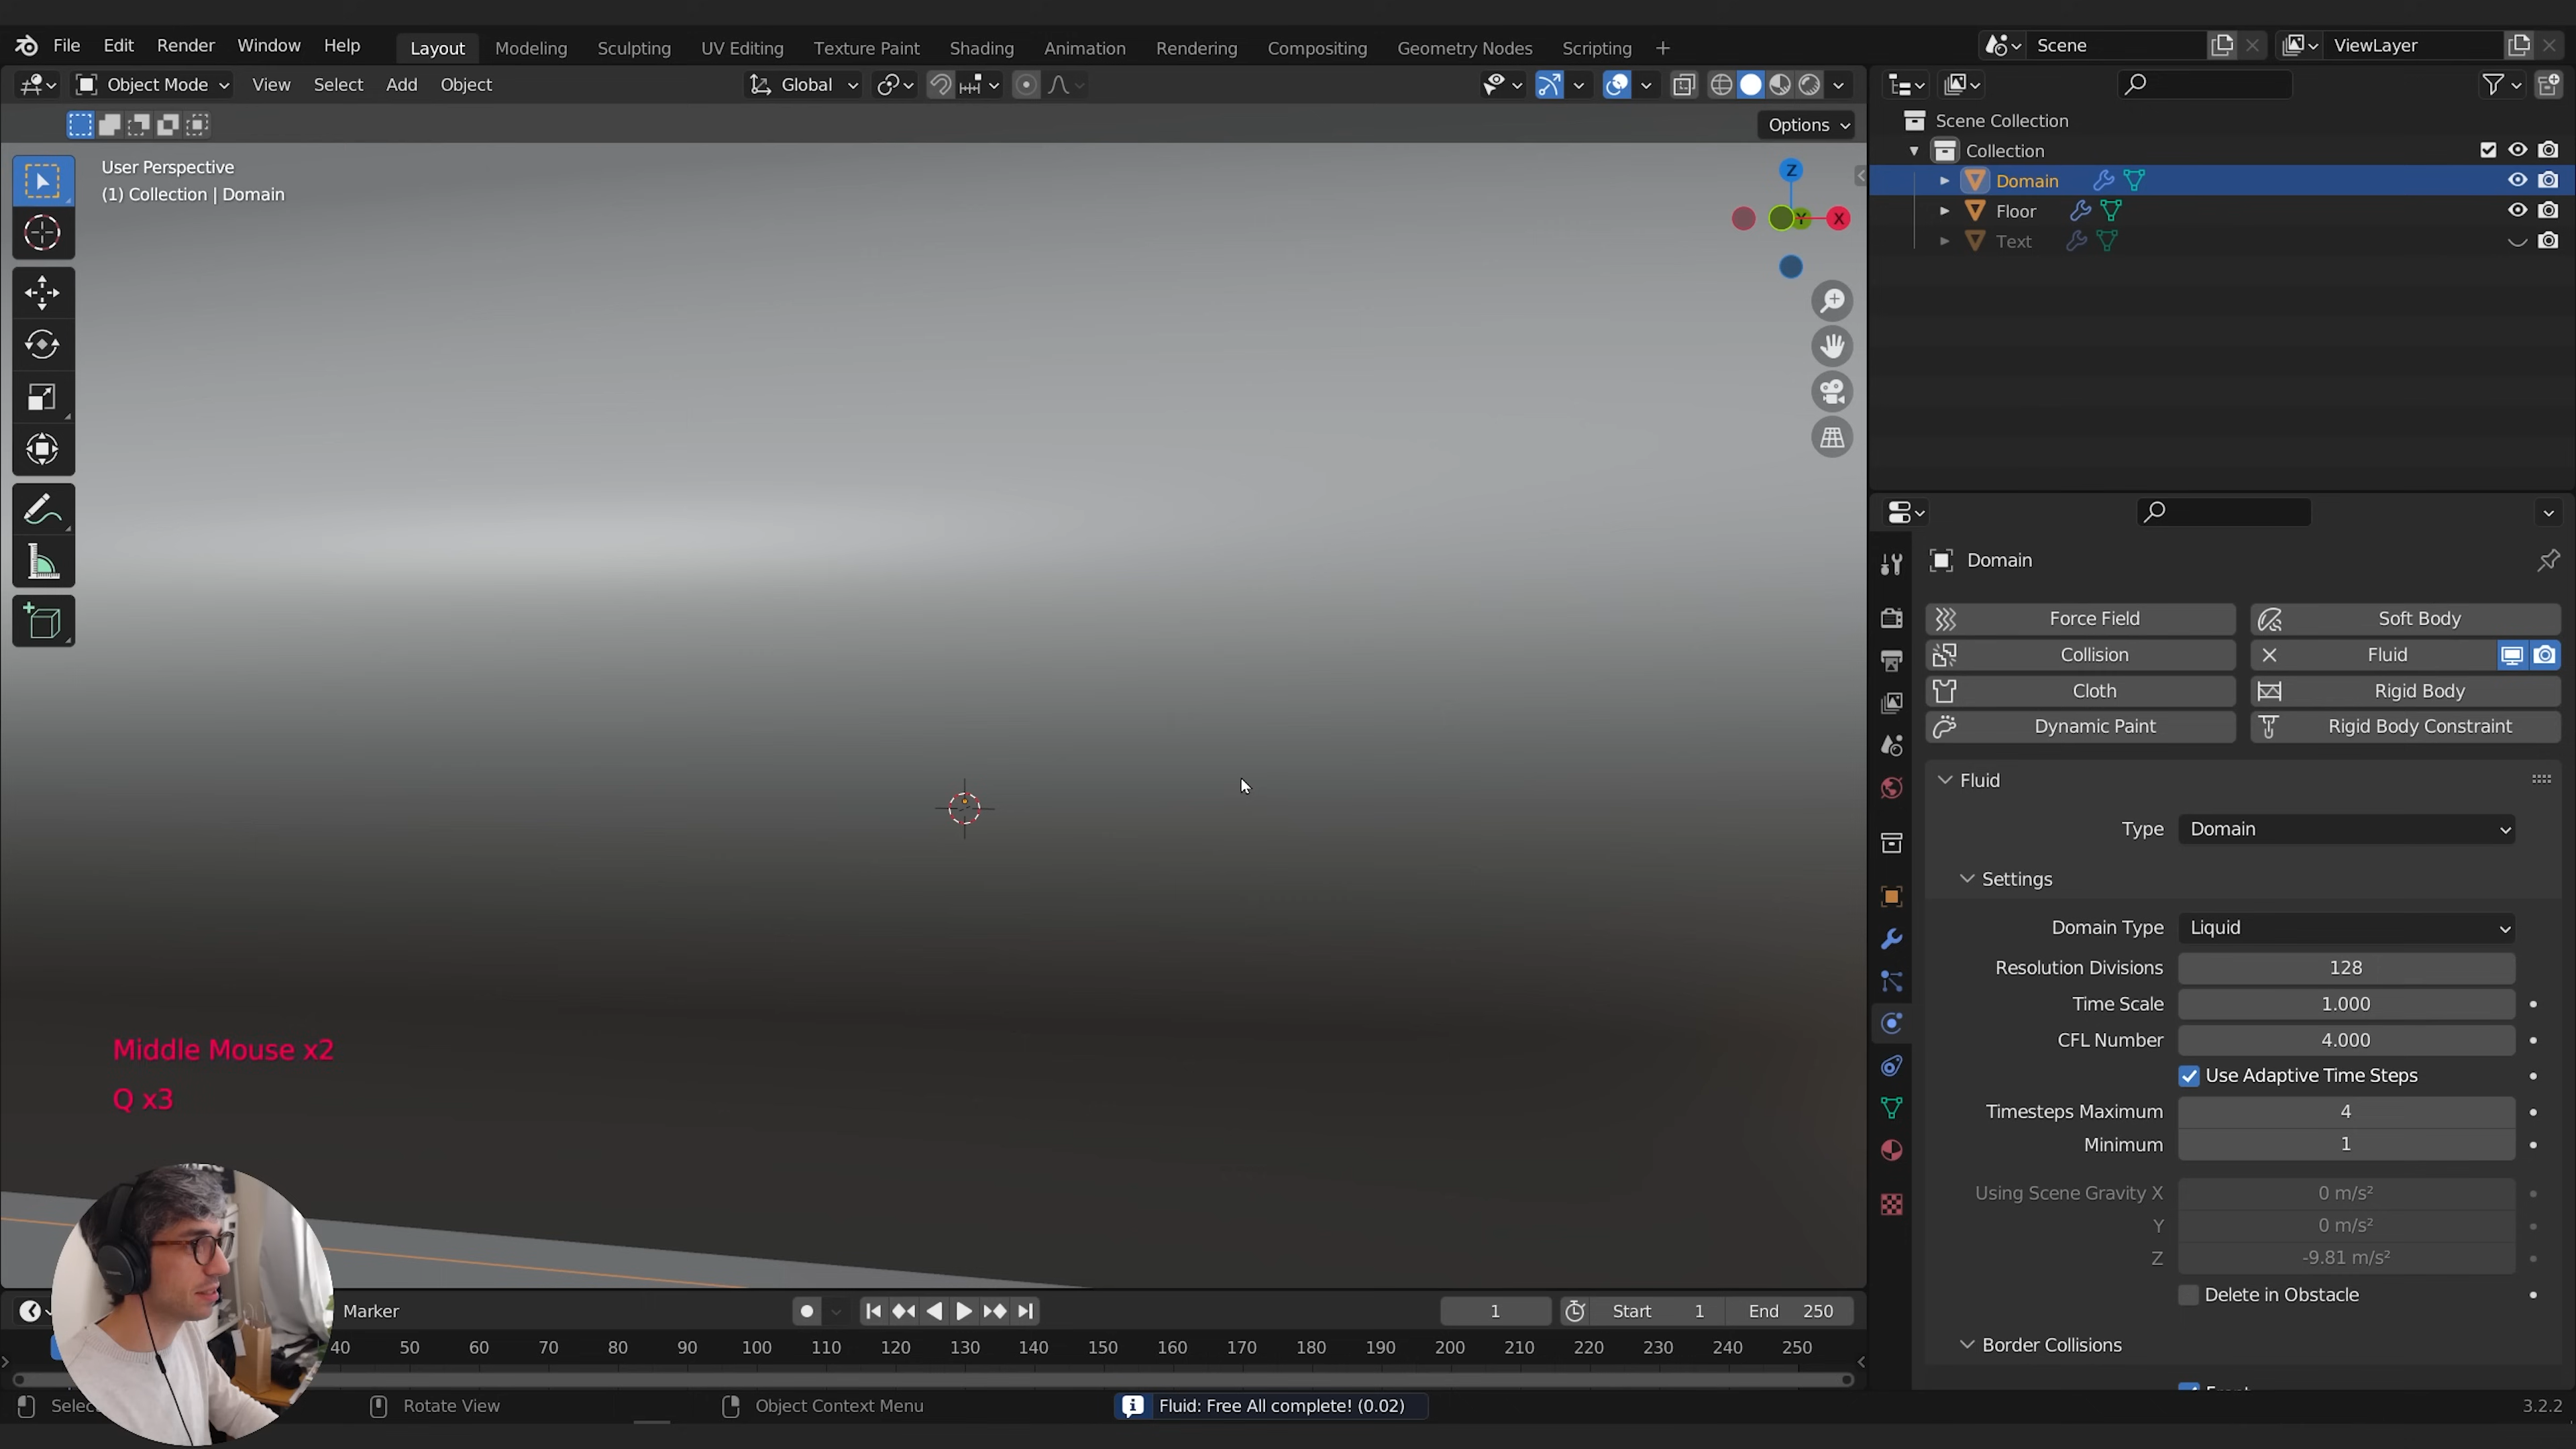 File Edit Render Window Help Layout Modeling Sculpting UV Editing Texture Paint Shading Animation Rendering Compositing Geometry Nodes Scripting Scene ViewLayer
Object Mode View Select Add Object Global
Options
User Perspective
(1) Collection | Domain
Z
Y X
Scene Collection
Collection
Domain
Floor
Text
Domain
Force Field Soft Body
Collision Fluid
Cloth Rigid Body
Dynamic Paint Rigid Body Constraint
Fluid
Type Domain
Settings
Domain Type Liquid
Resolution Divisions 128
Time Scale 1.000
CFL Number 4.000
Use Adaptive Time Steps
Timesteps Maximum 4
Minimum 1
Using Scene Gravity X 0 m/s²
Y 0 m/s²
Z -9.81 m/s²
Delete in Obstacle
Border Collisions
Middle Mouse x2
Q x3
Marker 1 Start 1 End 250
40 50 60 70 80 90 100 110 120 130 140 150 160 170 180 190 200 210 220 230 240 250
Rotate View Object Context Menu Fluid: Free All complete! (0.02) 3.2.2